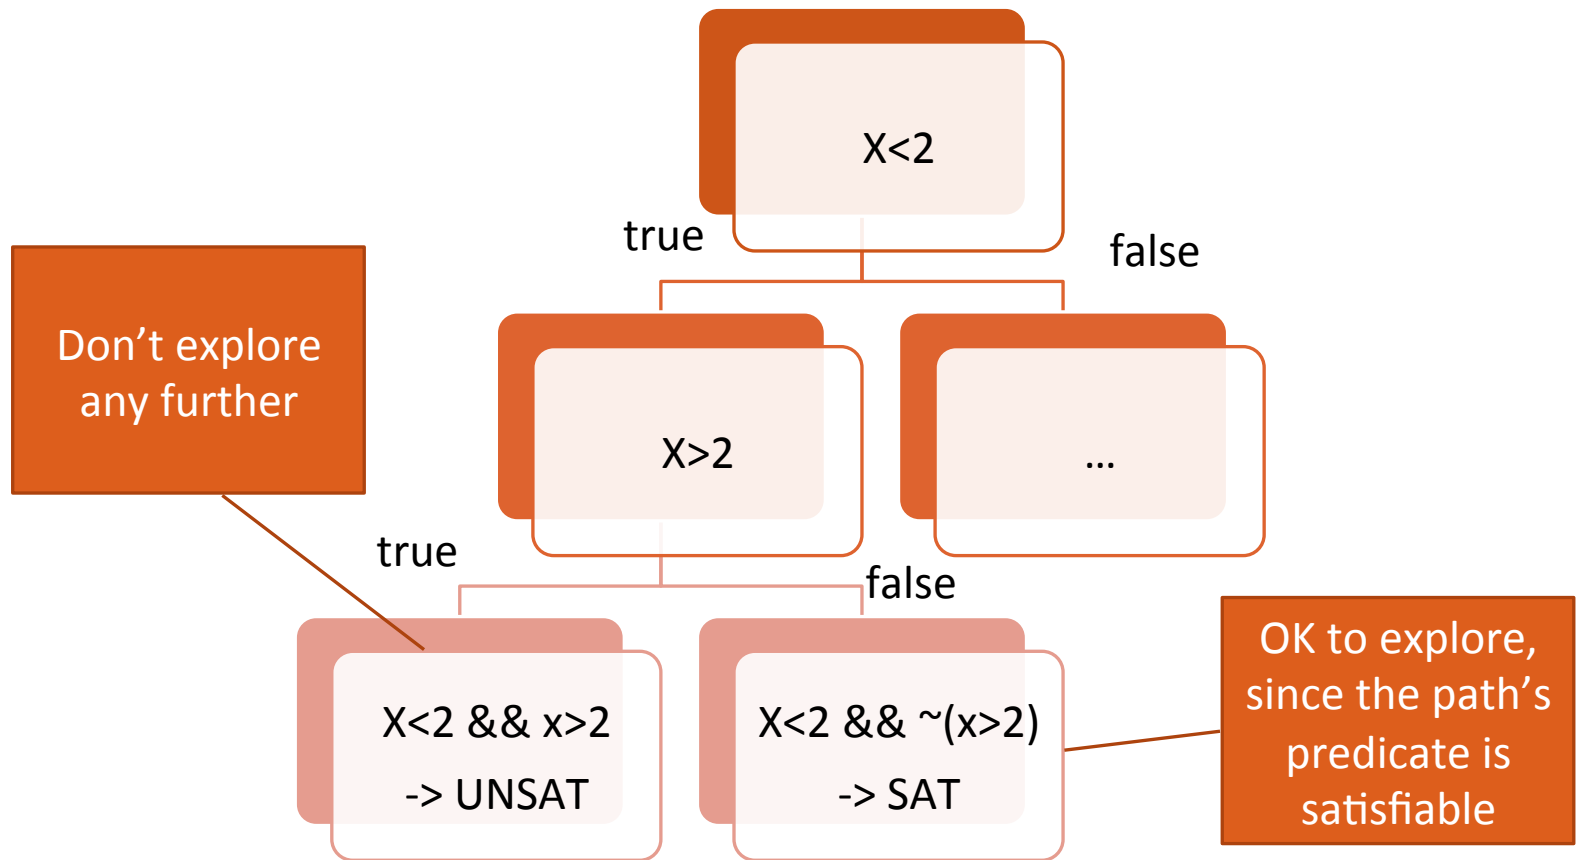 X<2
true
false
Don’t explore
any further
X>2
...
true
false
X<2 && x>2
-> UNSAT
X<2 && ~(x>2)
-> SAT
OK to explore,
since the path’s
predicate is
satisfiable